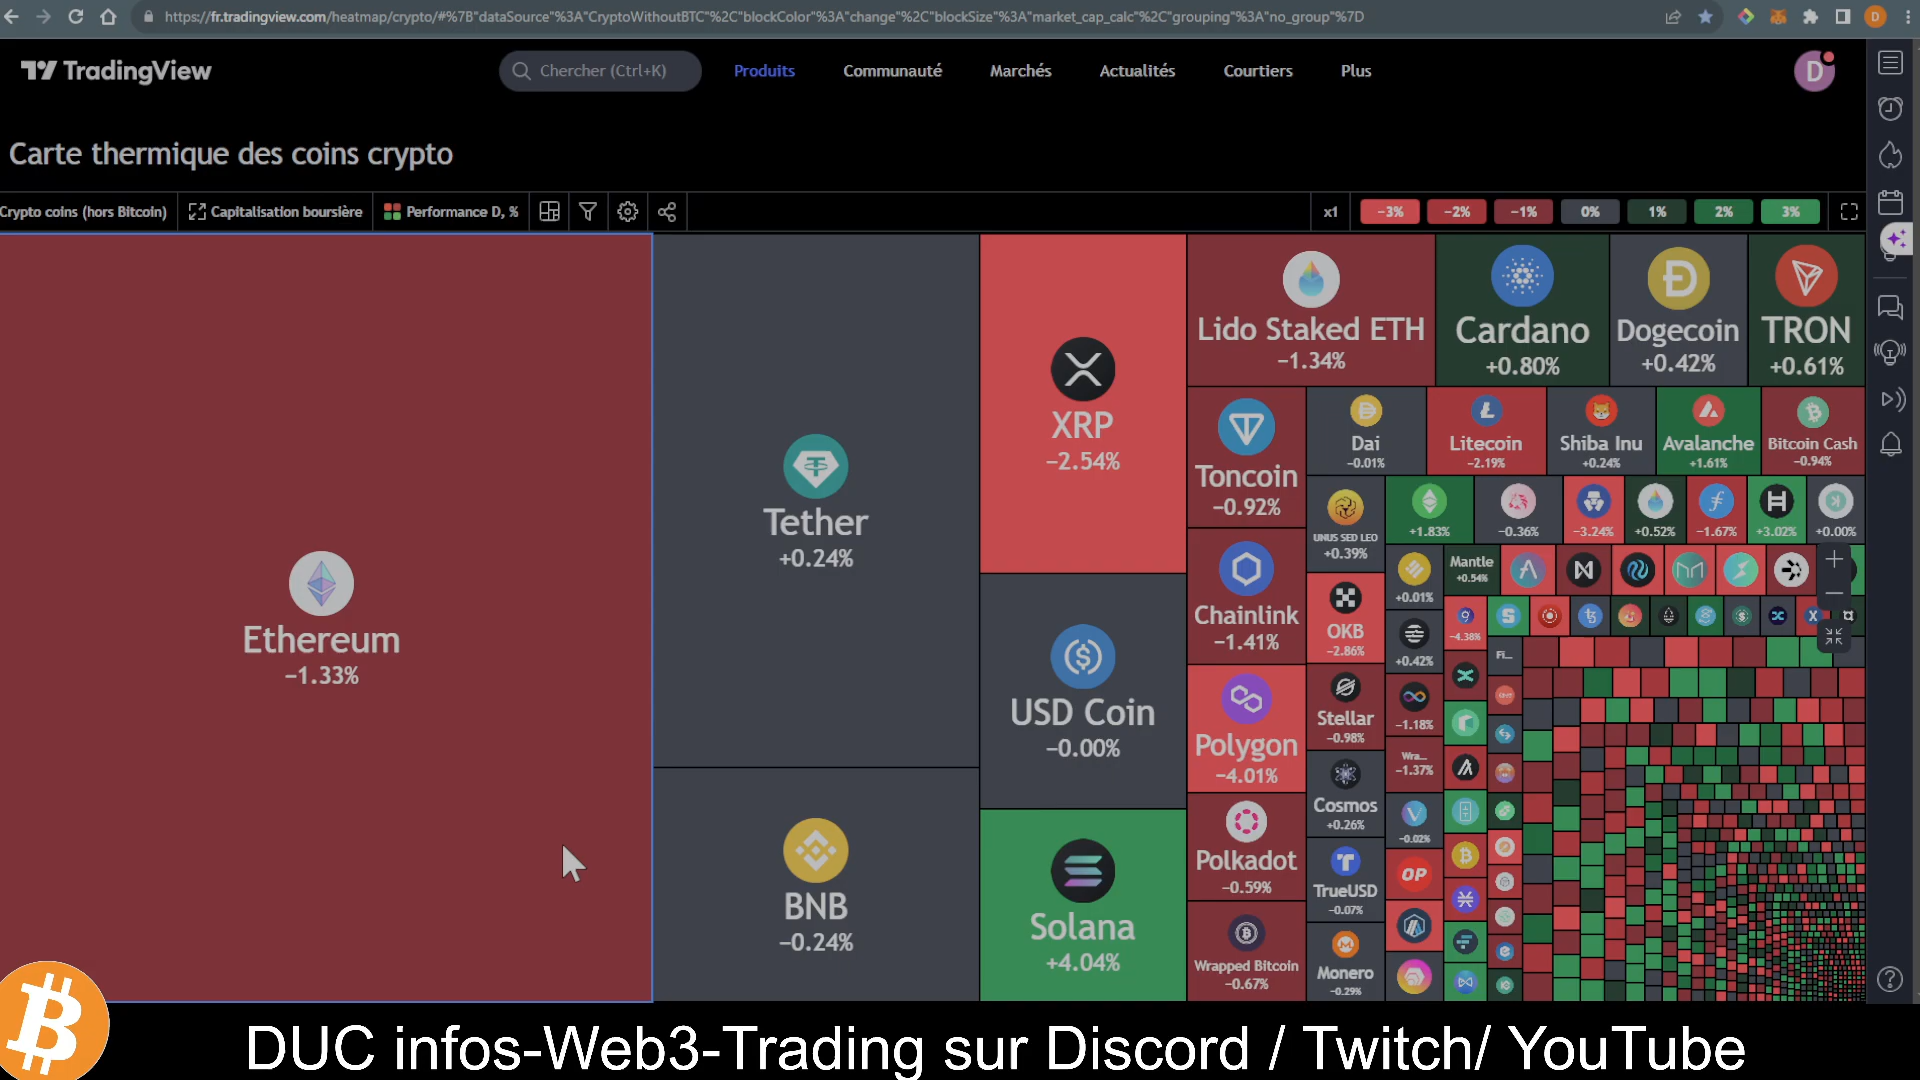 https://fr.tradingview.com/heatmap/crypto/#%7B"dataSource"%3A"CryptoWithoutBTC"%2C"blockColor"%3A"change"%2C"blockSize"%3A"market_cap_calc"%2C"grouping"%3A"no_group"%7D
D
TradingView
Chercher (Ctrl+K)
Produits
Communauté
Marchés
Actualités
Courtiers
Plus
D
Carte thermique des coins crypto
Crypto coins (hors Bitcoin)
Capitalisation boursière
Performance D, %
x1
−3%
−2%
−1%
0%
1%
2%
3%
Ethereum
−1.33%
Tether
+0.24%
BNB
−0.24%
XRP
−2.54%
USD Coin
−0.00%
Solana
+4.04%
Lido Staked ETH
−1.34%
Cardano
+0.80%
Dogecoin
+0.42%
TRON
+0.61%
Toncoin
−0.92%
Chainlink
−1.41%
Polygon
−4.01%
Polkadot
−0.59%
Wrapped Bitcoin
−0.67%
Dai
−0.01%
Litecoin
−2.19%
Shiba Inu
+0.24%
Avalanche
+1.61%
Bitcoin Cash
−0.94%
UNUS SED LEO
+0.39%
OKB
−2.86%
Stellar
−0.98%
Cosmos
+0.26%
TrueUSD
−0.07%
Monero
−0.29%
+1.83%
−0.36%
−3.24%
+0.52%
−1.67%
+3.02%
+0.00%
+0.01%
Mantle
+0.54%
+0.42%
−4.38%
Fi...
−1.18%
Wra...
−1.37%
−0.02%
OP
DUC infos-Web3-Trading sur Discord / Twitch/ YouTube